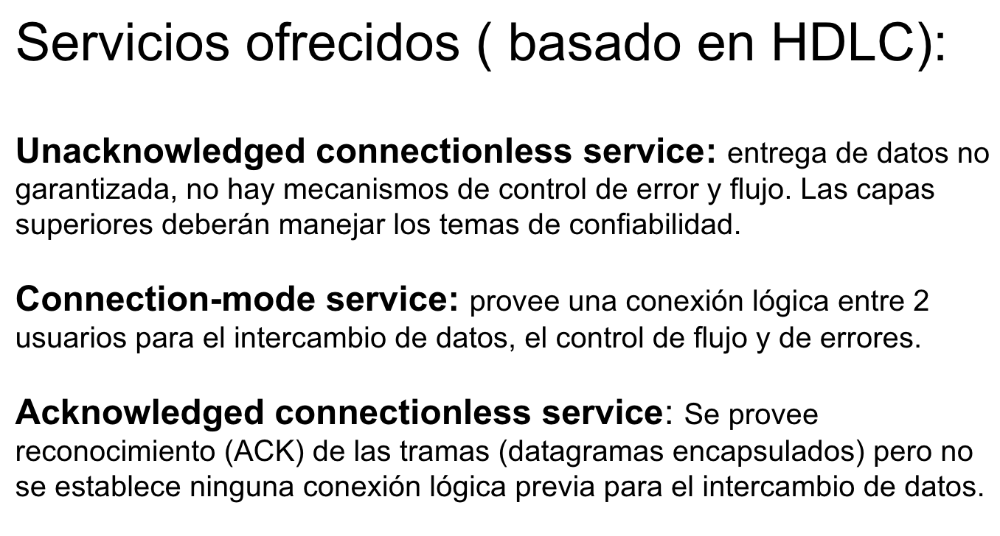 Servicios ofrecidos ( basado en HDLC):
Unacknowledged connectionless service: entrega de datos no
garantizada, no hay mecanismos de control de error y flujo. Las capas
superiores deberán manejar los temas de confiabilidad.
Connection-mode service: provee una conexión lógica entre 2
usuarios para el intercambio de datos, el control de flujo y de errores.
Acknowledged connectionless service: Se provee
reconocimiento (ACK) de las tramas (datagramas encapsulados) pero no
se establece ninguna conexión lógica previa para el intercambio de datos.